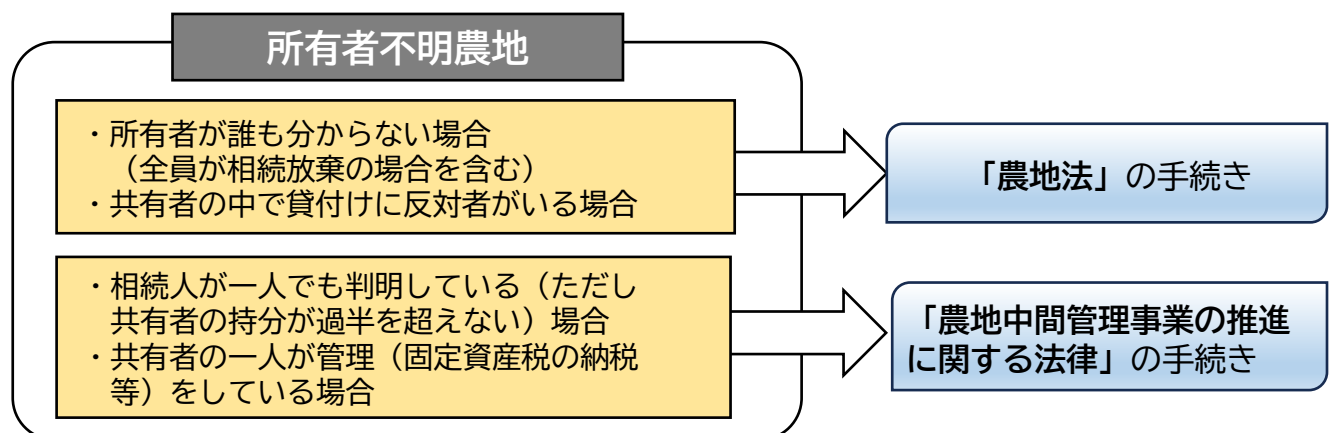 所有者不明農地
・所有者が誰も分からない場合
（全員が相続放棄の場合を含む）
・共有者の中で貸付けに反対者がいる場合
「農地法」の手続き
・相続人が一人でも判明している（ただし
共有者の持分が過半を超えない）場合
・共有者の一人が管理（固定資産税の納税
等）をしている場合
「農地中間管理事業の推進
に関する法律」の手続き